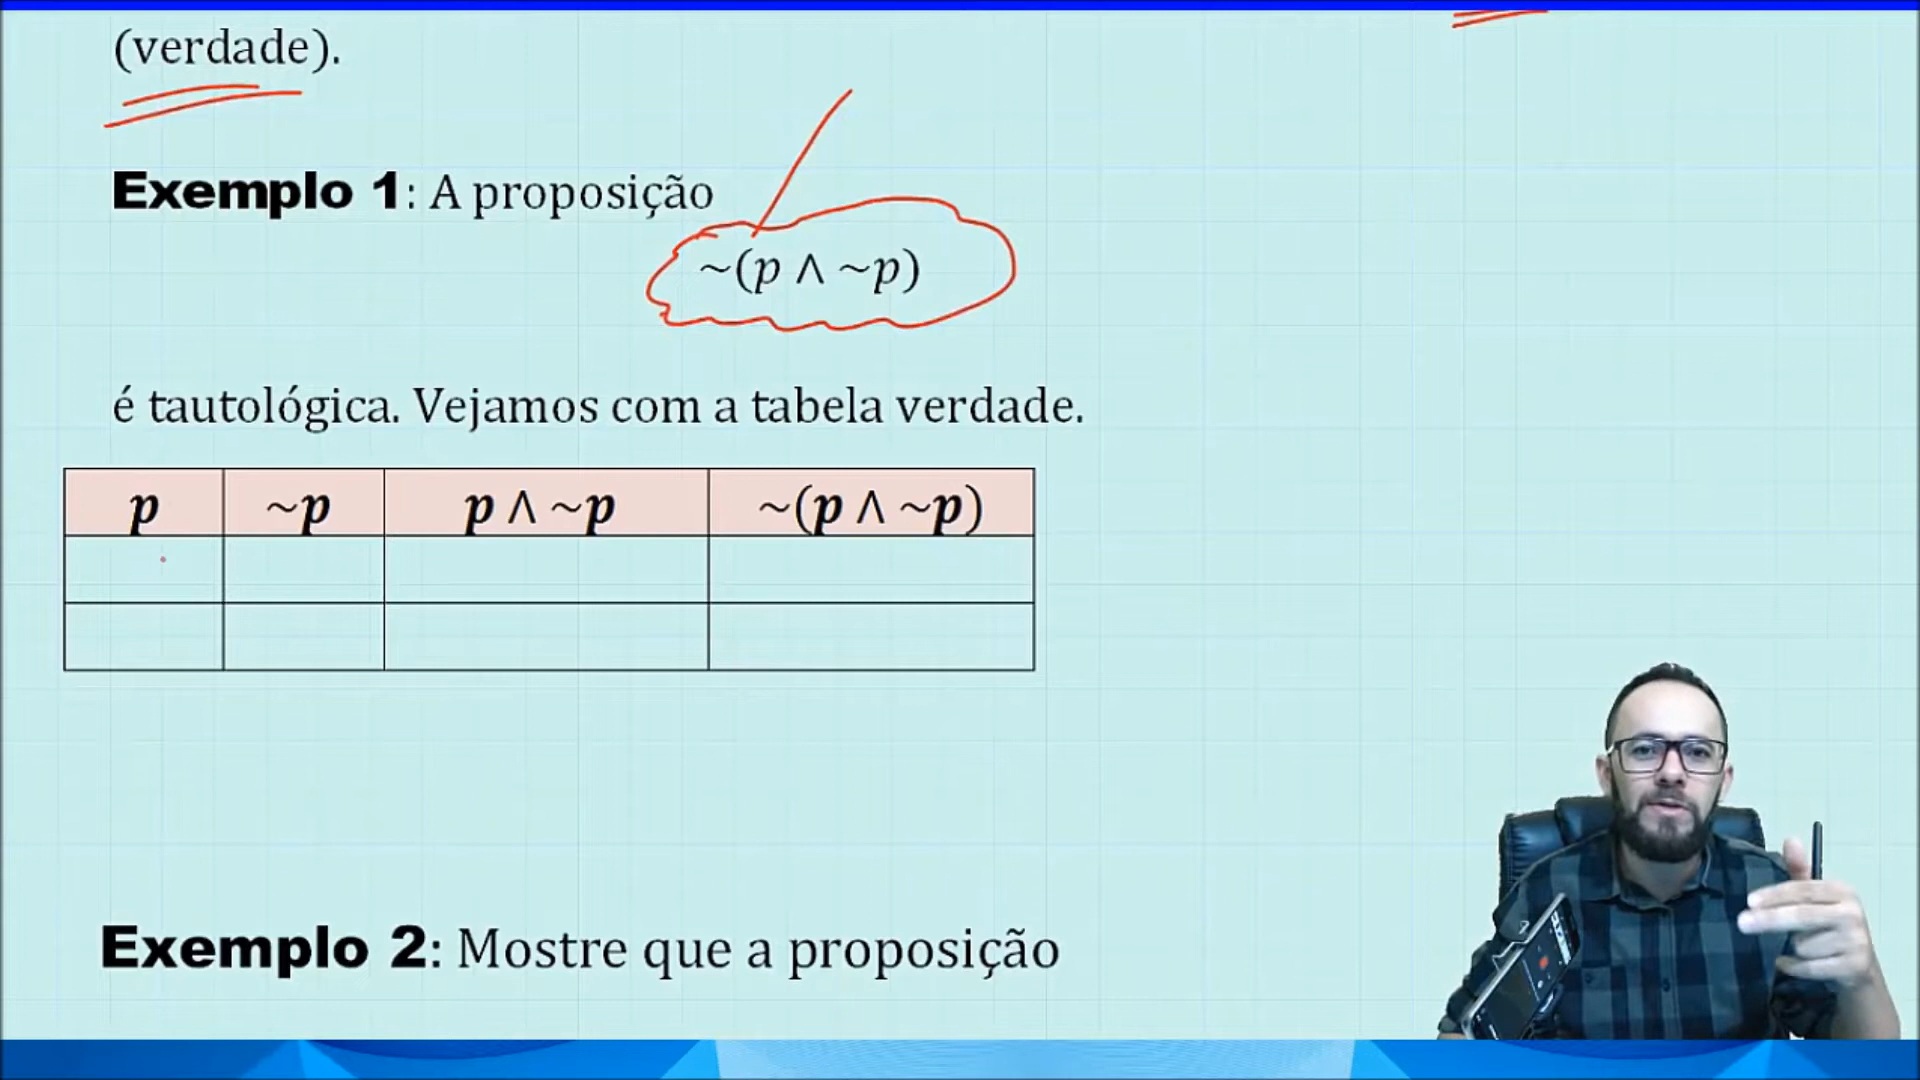 (verdade).
Exemplo 1: A proposição
~(p ∧ ~p)
é tautológica. Vejamos com a tabela verdade.
p ~p p ∧ ~p ~(p ∧ ~p)
Exemplo 2: Mostre que a proposição